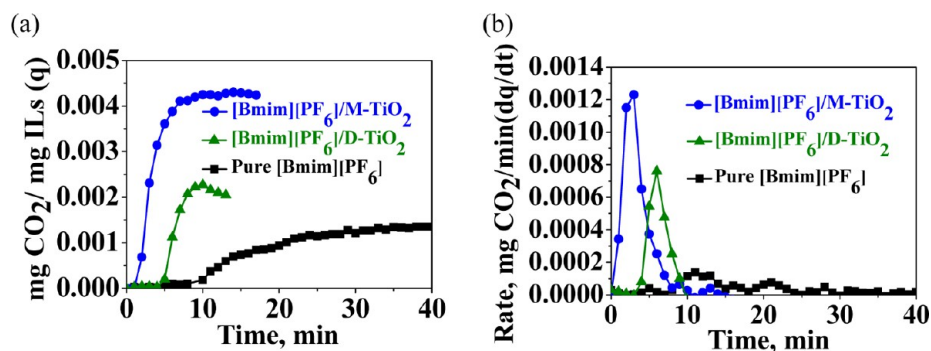 (a)
mg CO₂/ mg ILs (q)
0.005
0.004
0.003
0.002
0.001
0.000
0 10 20 30 40
Time, min
[Bmim][PF₆]/M-TiO₂
[Bmim][PF₆]/D-TiO₂
Pure [Bmim][PF₆]
(b)
Rate, mg CO₂/min(dq/dt)
0.0014
0.0012
0.0010
0.0008
0.0006
0.0004
0.0002
0.0000
0 10 20 30 40
Time, min
[Bmim][PF₆]/M-TiO₂
[Bmim][PF₆]/D-TiO₂
Pure [Bmim][PF₆]